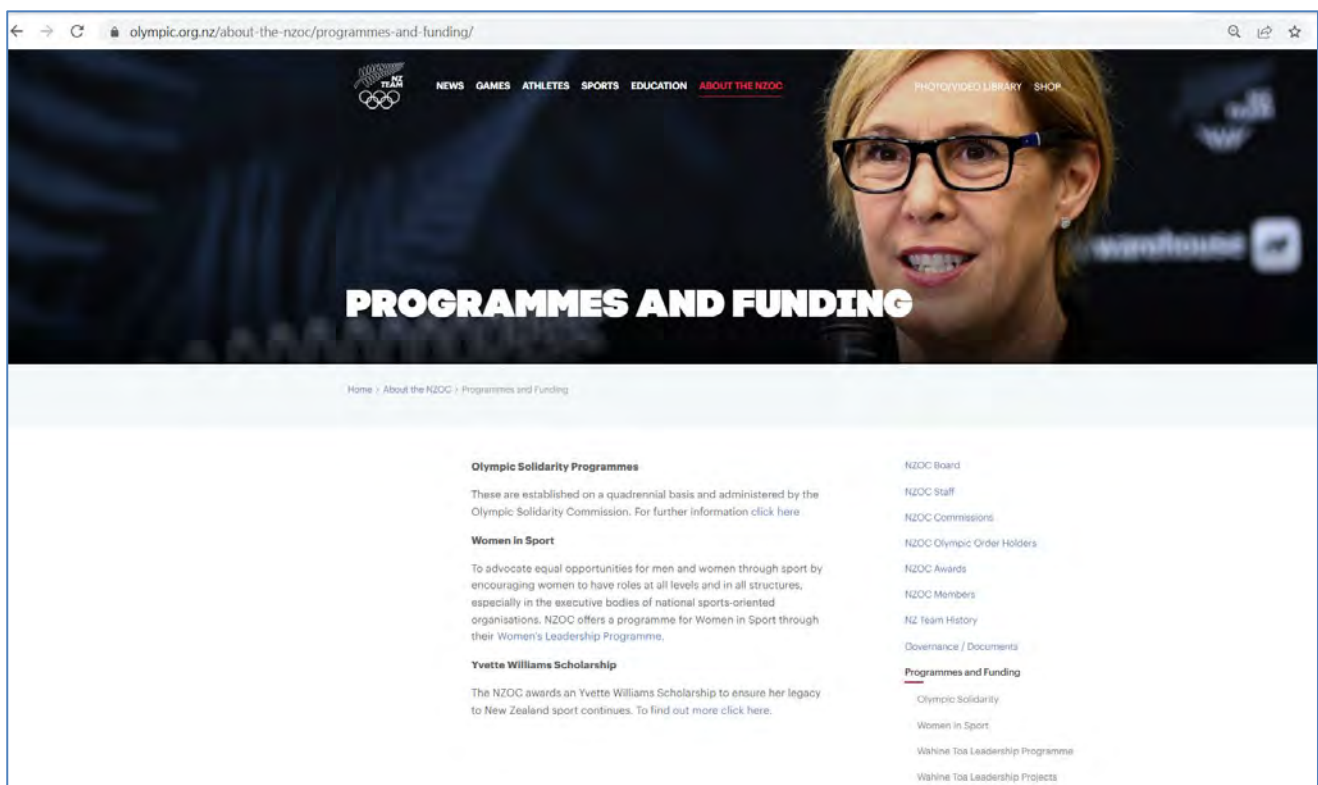 olympic.org.nz/about-the-nzoc/programmes-and-funding/
NZ
TEAM
NEWS GAMES ATHLETES SPORTS EDUCATION ABOUT THE NZOC PHOTO/VIDEO LIBRARY SHOP
warehouse
PROGRAMMES AND FUNDING
Home > About the NZOC > Programmes and Funding
Olympic Solidarity Programmes
These are established on a quadrennial basis and administered by the
Olympic Solidarity Commission. For further information click here
Women in Sport
To advocate equal opportunities for men and women through sport by
encouraging women to have roles at all levels and in all structures,
especially in the executive bodies of national sports-oriented
organisations. NZOC offers a programme for Women in Sport through
their Women's Leadership Programme.
Yvette Williams Scholarship
The NZOC awards an Yvette Williams Scholarship to ensure her legacy
to New Zealand sport continues. To find out more click here.
NZOC Board
NZOC Staff
NZOC Commissions
NZOC Olympic Order Holders
NZOC Awards
NZOC Members
NZ Team History
Governance / Documents
Programmes and Funding
Olympic Solidarity
Women in Sport
Wahine Toa Leadership Programme
Wahine Toa Leadership Projects